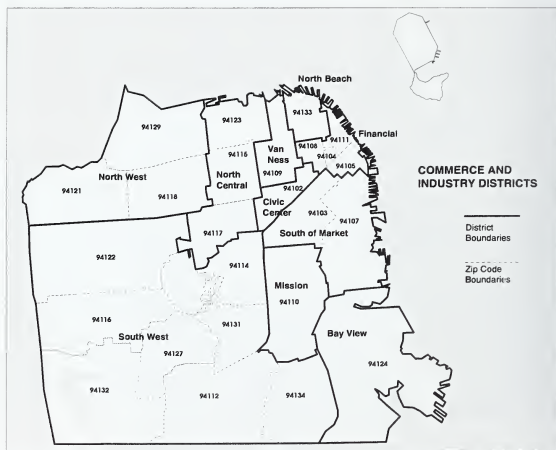 North Beach
94129
94123
94133
94111
Financial
94115
Van
Ness
94108
94104
94105
94121
North West
94118
North
Central
94109
94102
Civic
Center
94103
94107
South of Market
94117
94122
94114
Mission
94110
94116
South West
94131
94127
Bay View
94124
94132
94112
94134
COMMERCE AND
INDUSTRY DISTRICTS
District
Boundaries
Zip Code
Boundaries